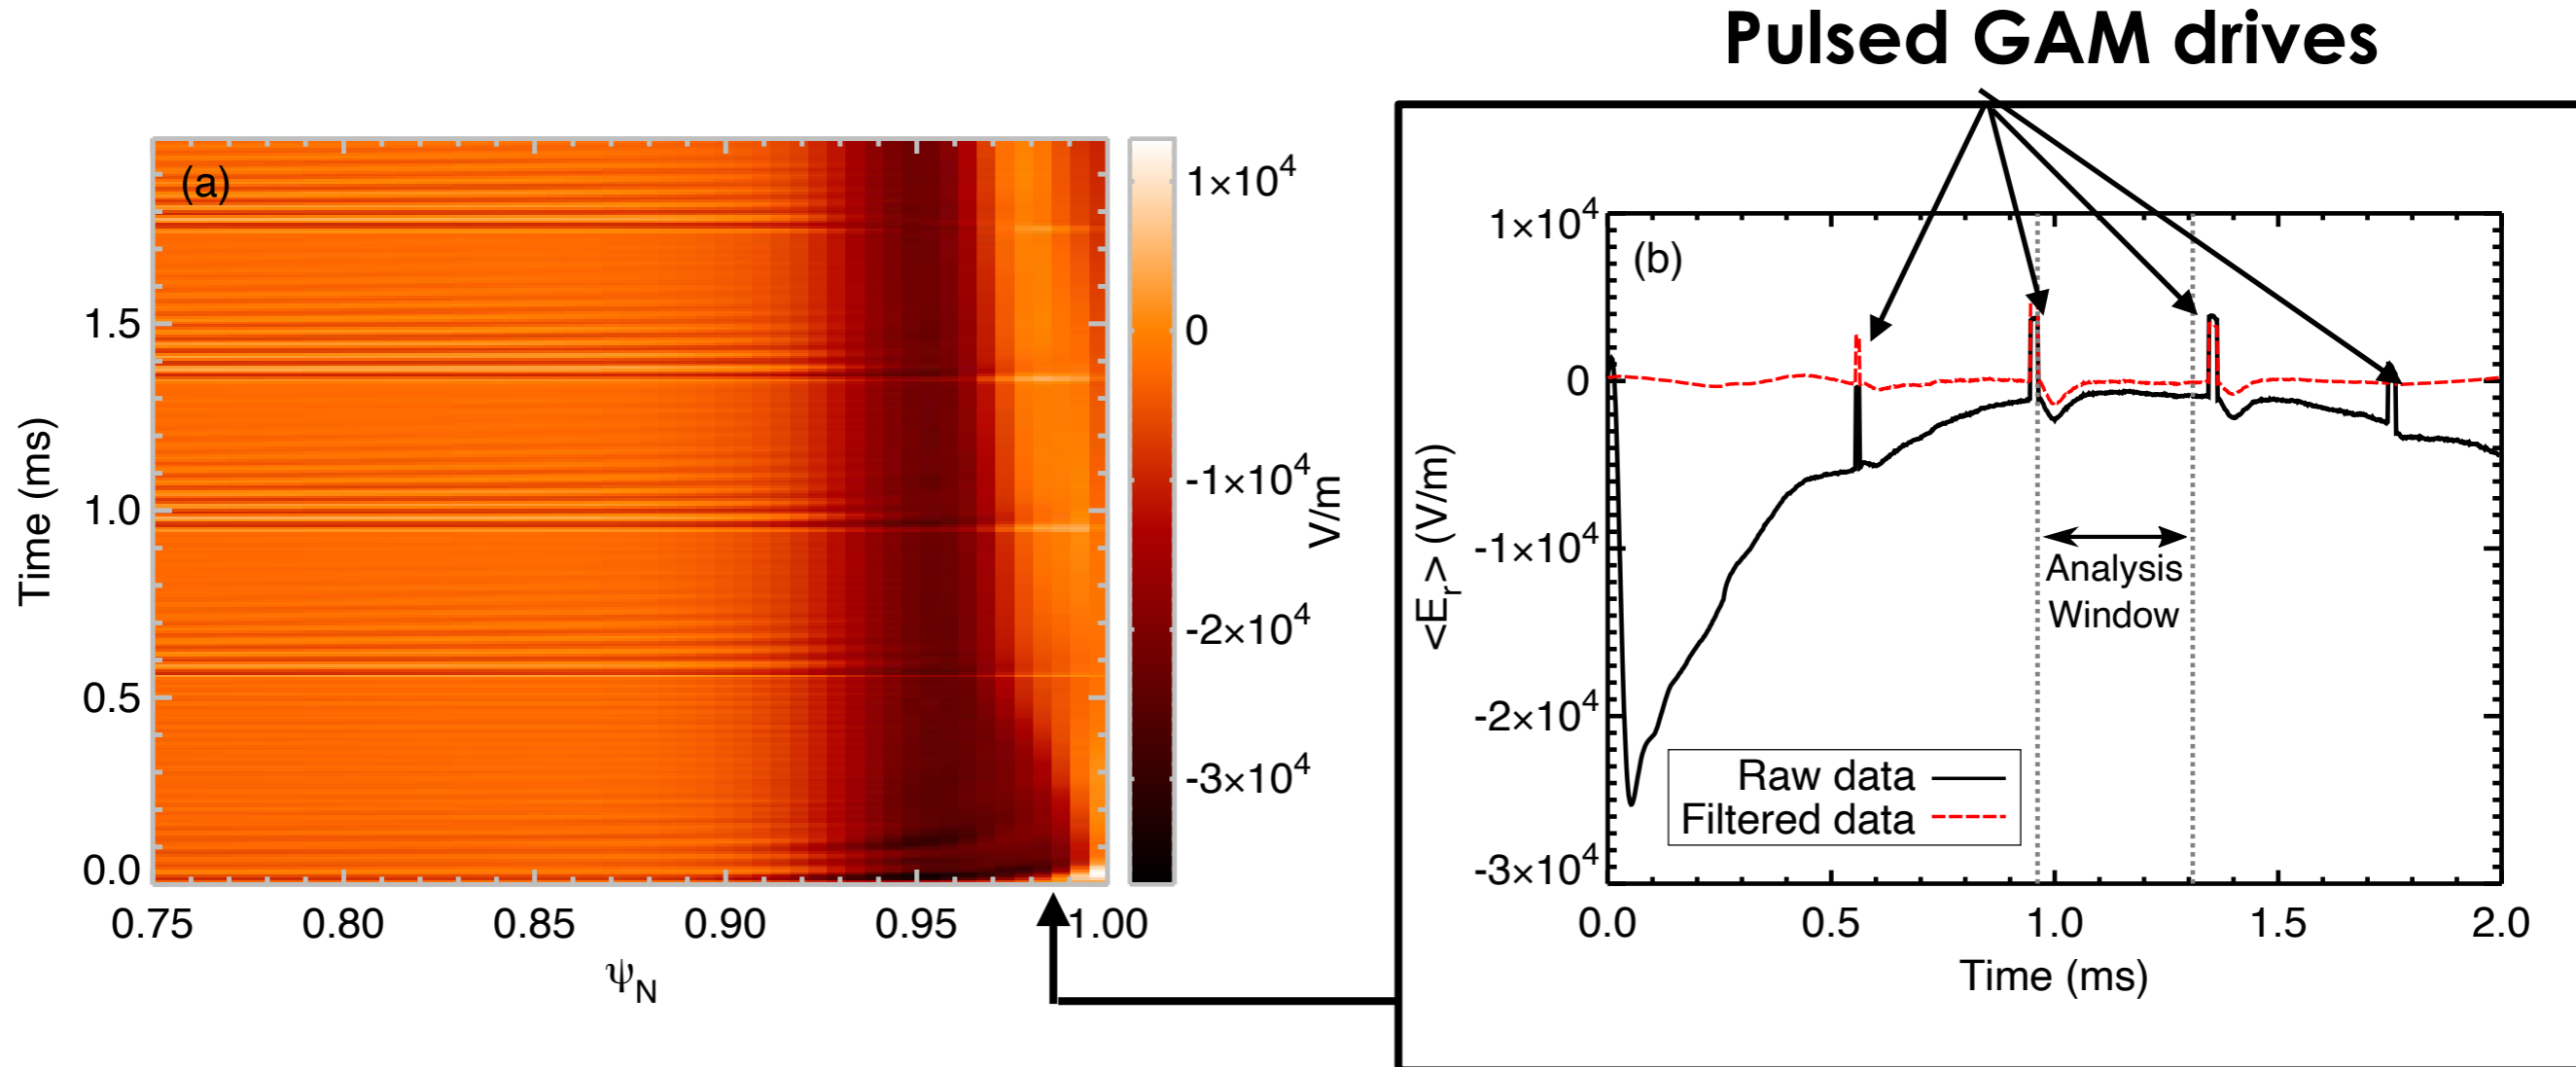 Pulsed GAM drives
(a)
Time (ms)
1.5
1.0
0.5
0.0
0.75 0.80 0.85 0.90 0.95 1.00
ψN
1×10⁴
0
-1×10⁴
-2×10⁴
-3×10⁴
V/m
(b)
<Er> (V/m)
1×10⁴
0
-1×10⁴
-2×10⁴
-3×10⁴
Analysis
Window
Raw data
Filtered data
0.0 0.5 1.0 1.5 2.0
Time (ms)